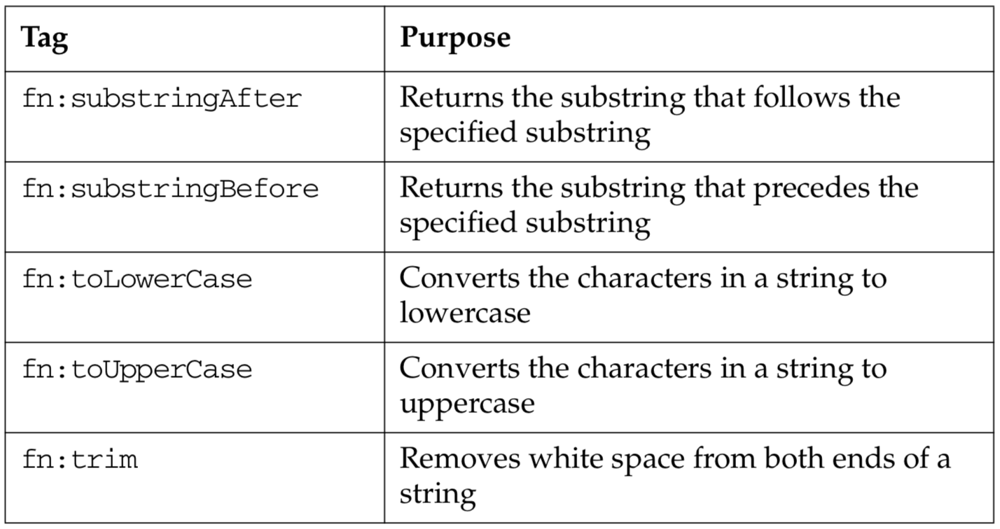 Tag Purpose
fn:substringAfter Returns the substring that follows the
specified substring
fn:substringBefore Returns the substring that precedes the
specified substring
fn:toLowerCase Converts the characters in a string to
lowercase
fn:toUpperCase Converts the characters in a string to
uppercase
fn:trim Removes white space from both ends of a
string